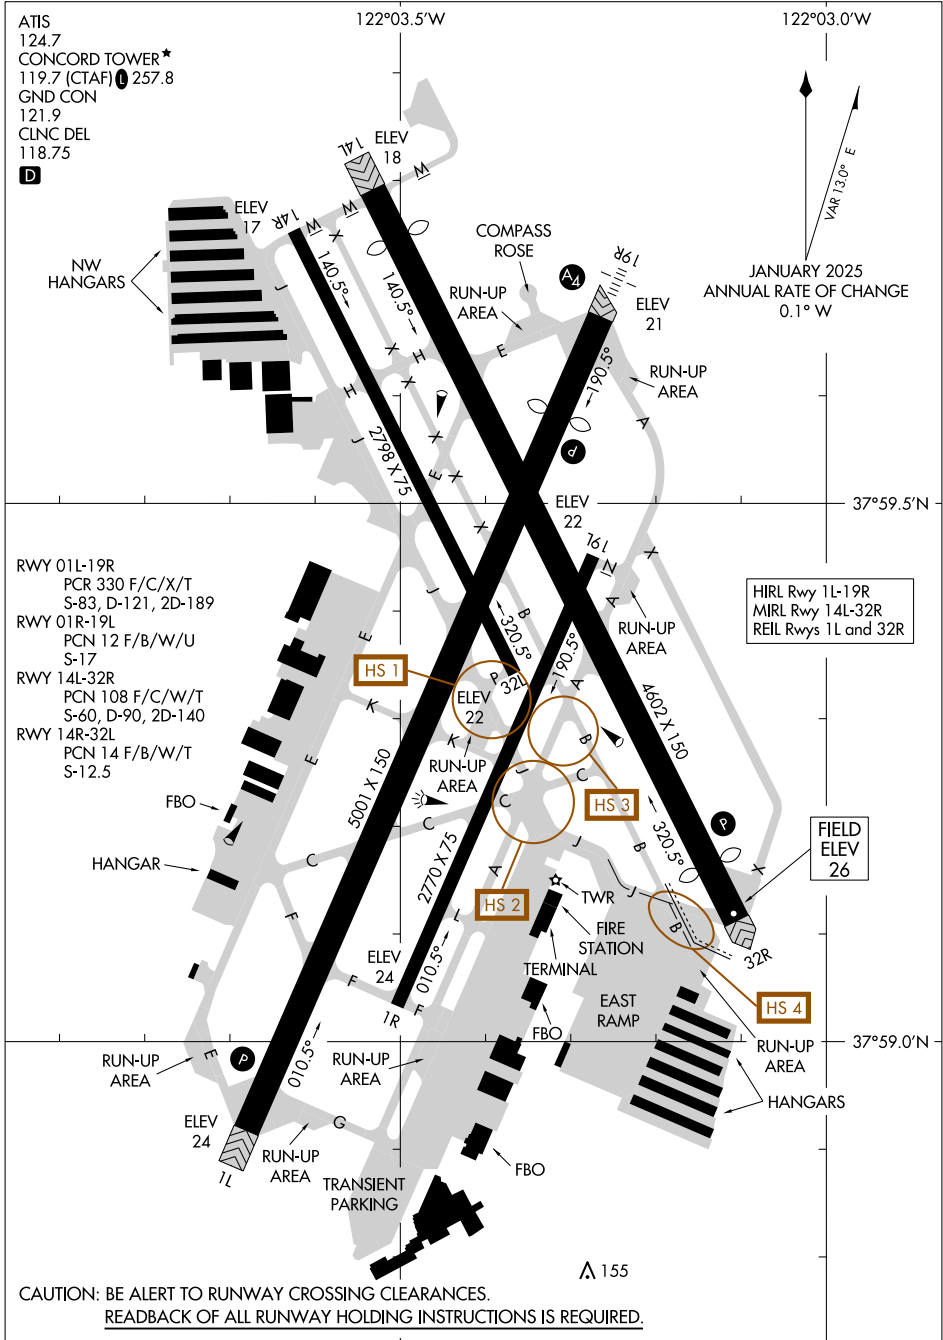 122°03.5'W
122°03.0'W
ATIS
124.7
CONCORD TOWER★
119.7 (CTAF) L 257.8
GND CON
121.9
CLNC DEL
118.75
D
VAR 13.0° E
JANUARY 2025
ANNUAL RATE OF CHANGE
0.1° W
14L
ELEV
18
W
W
W
X
14R
ELEV
17
NW
HANGARS
140.5°
140.5°
J
H
H
J
X
X
X
X
X
E
E
COMPASS
ROSE
RUN-UP
AREA
A4
19R
ELEV
21
190.5°
RUN-UP
AREA
A
P
2798 X 75
37°59.5'N
ELEV
22
19L
N
A
X
RUN-UP
AREA
RWY 01L-19R
PCR 330 F/C/X/T
S-83, D-121, 2D-189
RWY 01R-19L
PCN 12 F/B/W/U
S-17
RWY 14L-32R
PCN 108 F/C/W/T
S-60, D-90, 2D-140
RWY 14R-32L
PCN 14 F/B/W/T
S-12.5
HIRL Rwy 1L-19R
MIRL Rwy 14L-32R
REIL Rwys 1L and 32R
J
B
E
320.5°
190.5°
HS 1
P
32L
ELEV
22
A
4602 X 150
K
K
RUN-UP
AREA
B
J
C
C
HS 3
E
5001 X 150
FBO
C
C
2770 X 75
HANGAR
A
J
B
320.5°
P
X
FIELD
ELEV
26
HS 2
TWR
FIRE
STATION
TERMINAL
J
B
32R
HS 4
F
F
L
ELEV
24
010.5°
1R
F
FBO
EAST
RAMP
RUN-UP
AREA
HANGARS
37°59.0'N
RUN-UP
AREA
E
P
010.5°
RUN-UP
AREA
ELEV
24
1L
RUN-UP
AREA
G
FBO
TRANSIENT
PARKING
155
CAUTION: BE ALERT TO RUNWAY CROSSING CLEARANCES.
READBACK OF ALL RUNWAY HOLDING INSTRUCTIONS IS REQUIRED.